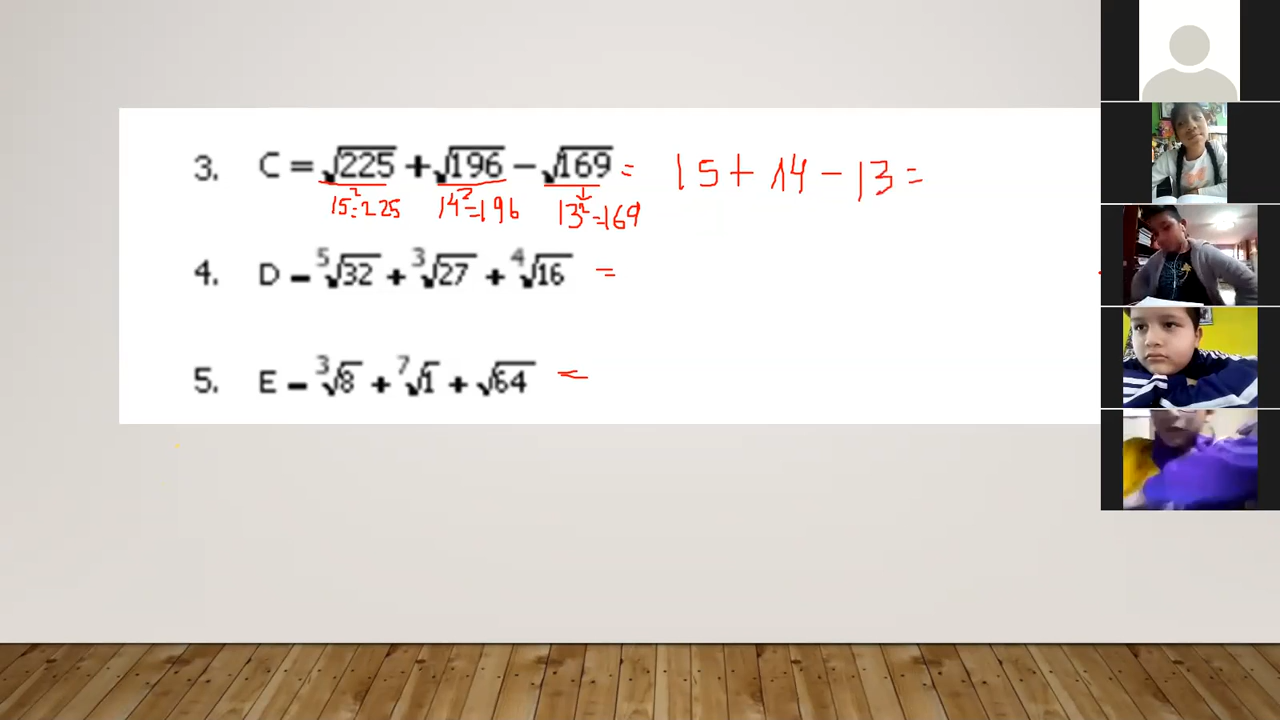 3. C = √225 + √196 − √169 = 15 + 14 − 13 =
15²=225 14²=196 13²=169
4. D = ⁵√32 + ³√27 + ⁴√16 =
5. E = ³√8 + ⁷√1 + √64 =